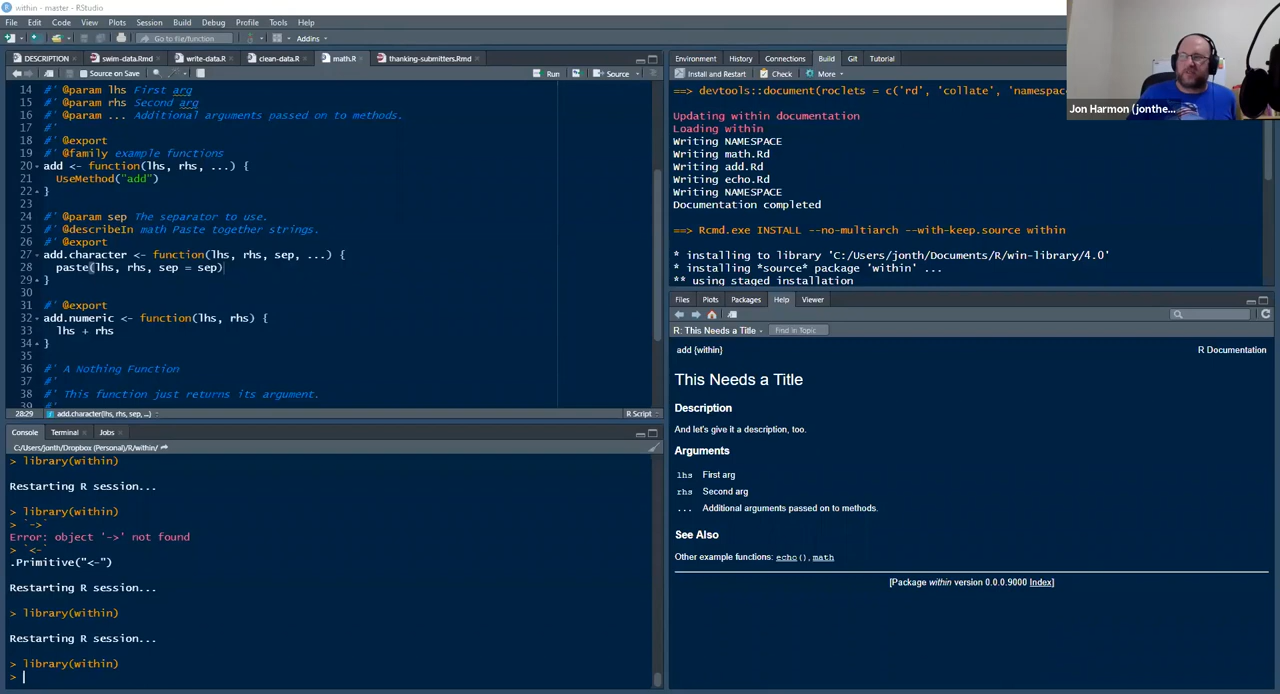 within - master - RStudio
File Edit Code View Plots Session Build Debug Profile Tools Help
Go to file/function Addins
DESCRIPTION swim-data.Rmd write-data.R clean-data.R math.R thanking-submitters.Rmd
Source on Save Run Source
14 #' @param lhs First arg
15 #' @param rhs Second arg
16 #' @param ... Additional arguments passed on to methods.
17 #'
18 #' @export
19 #' @family example functions
20 add <- function(lhs, rhs, ...) {
21 UseMethod("add")
22 }
23
24 #' @param sep The separator to use.
25 #' @describeIn math Paste together strings.
26 #' @export
27 add.character <- function(lhs, rhs, sep, ...) {
28 paste(lhs, rhs, sep = sep)
29 }
30
31 #' @export
32 add.numeric <- function(lhs, rhs) {
33 lhs + rhs
34 }
35
36 #' A Nothing Function
37 #'
38 #' This function just returns its argument.
39 #'
28:29 add.character(lhs, rhs, sep, ...) R Script
Console Terminal Jobs
C:/Users/jonth/Dropbox (Personal)/R/within/
> library(within)
Restarting R session...
> library(within)
> `->`
Error: object '->' not found
> `<-`
.Primitive("<-")
Restarting R session...
> library(within)
Restarting R session...
> library(within)
>
Environment History Connections Build Git Tutorial
Install and Restart Check More
==> devtools::document(roclets = c('rd', 'collate', 'namespac
Updating within documentation
Loading within
Writing NAMESPACE
Writing math.Rd
Writing add.Rd
Writing echo.Rd
Writing NAMESPACE
Documentation completed
==> Rcmd.exe INSTALL --no-multiarch --with-keep.source within
* installing to library 'C:/Users/jonth/Documents/R/win-library/4.0'
* installing *source* package 'within' ...
** using staged installation
Files Plots Packages Help Viewer
R: This Needs a Title Find in Topic
add {within} R Documentation
This Needs a Title
Description
And let's give it a description, too.
Arguments
lhs First arg
rhs Second arg
... Additional arguments passed on to methods.
See Also
Other example functions: echo(), math
[Package within version 0.0.0.9000 Index]
Jon Harmon (jonthe...